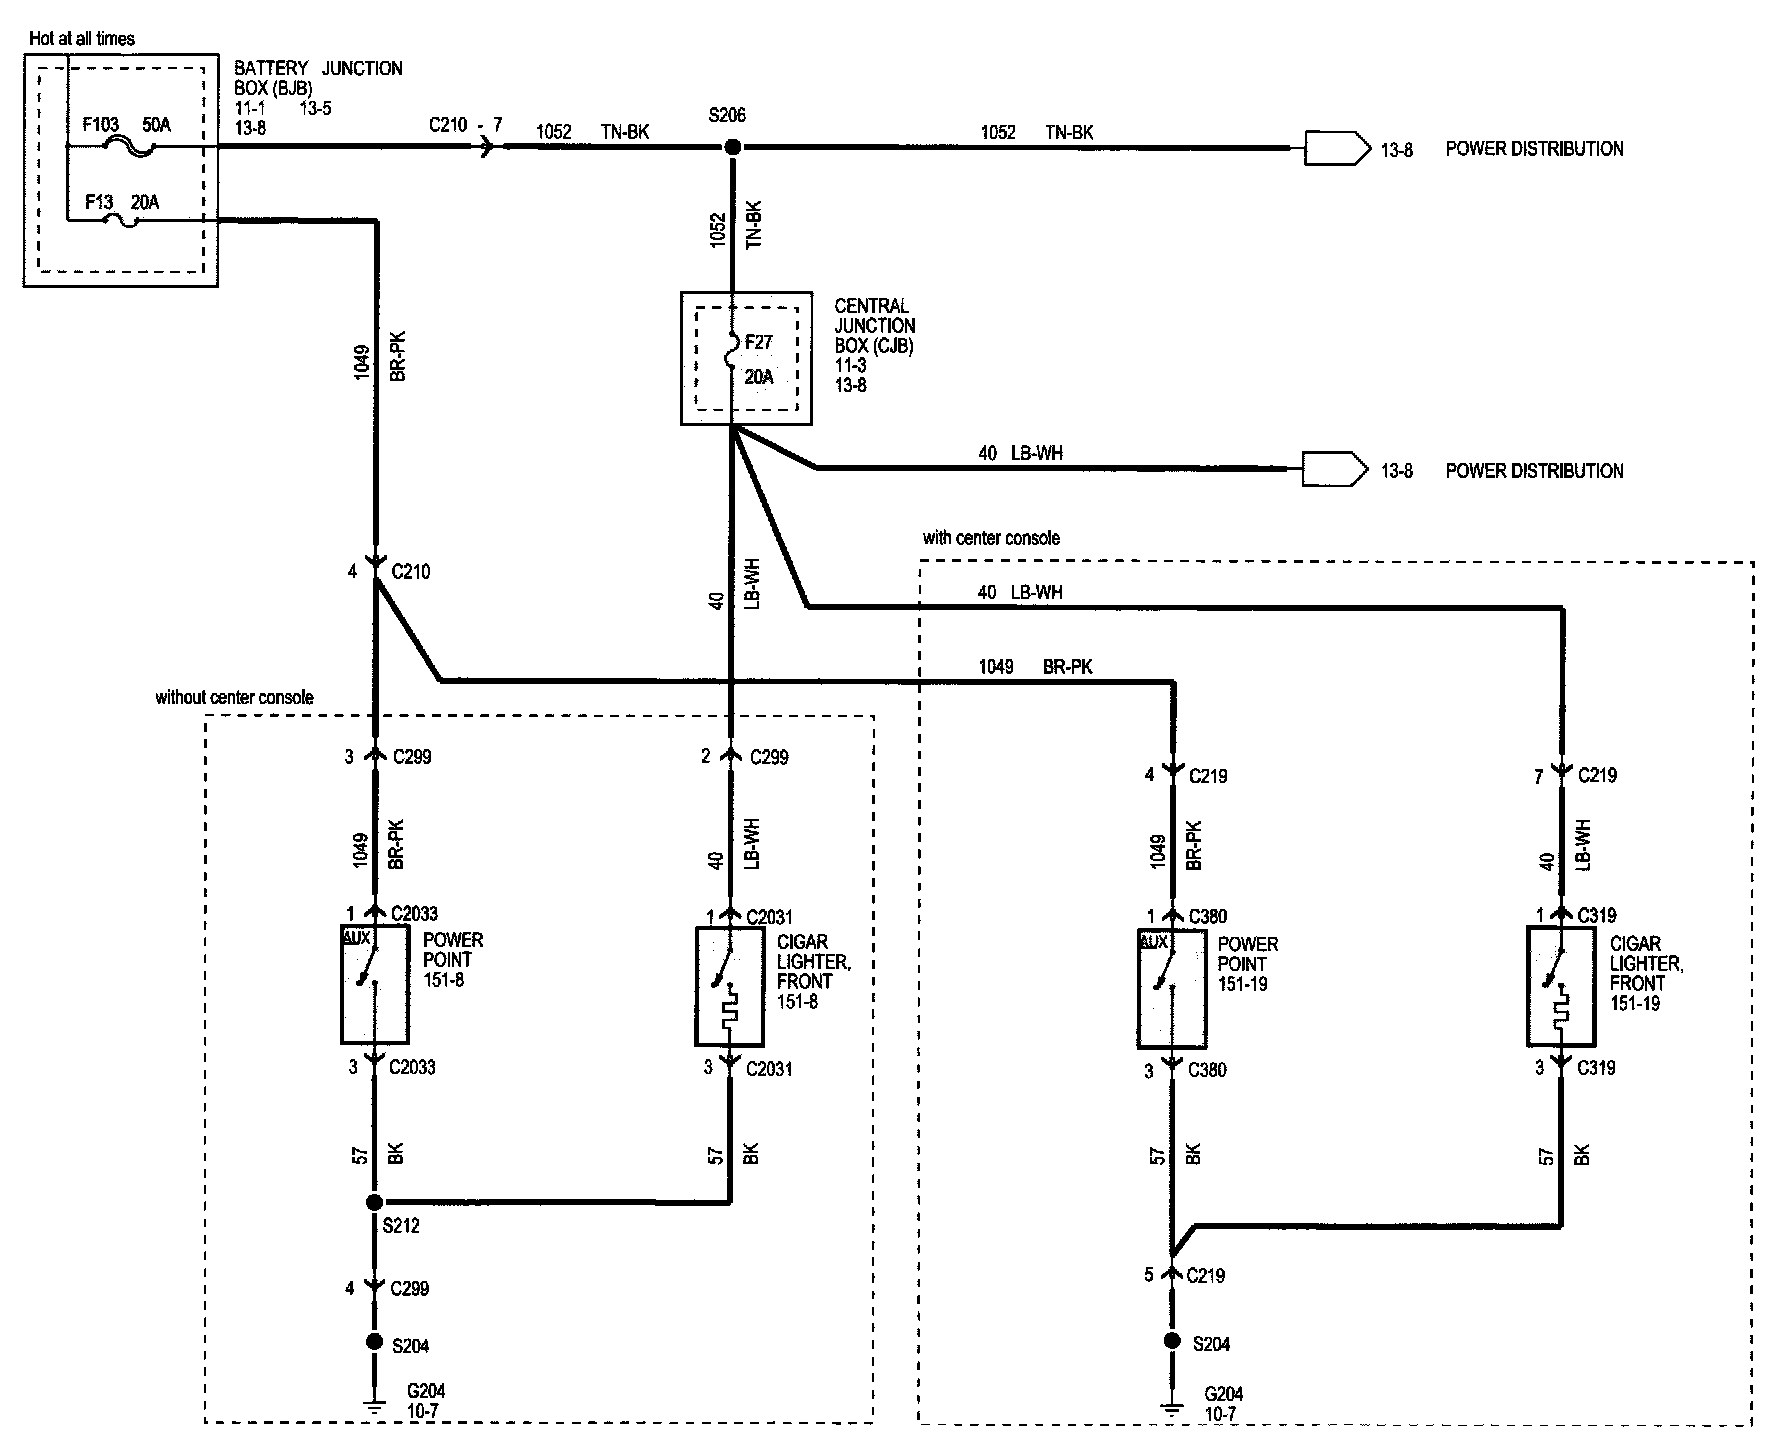 Hot at all times
BATTERY JUNCTION
BOX (BJB)
11-1 13-5
13-8
F103 50A
F13 20A
C210 - 7
1052 TN-BK
S206
1052 TN-BK
13-8 POWER DISTRIBUTION
1052 TN-BK
CENTRAL
JUNCTION
BOX (CJB)
11-3
13-8
F27
20A
1049 BR-PK
40 LB-WH
13-8 POWER DISTRIBUTION
with center console
4 C210
40 LB-WH
40 LB-WH
1049 BR-PK
without center console
3 C299
2 C299
4 C219
7 C219
1049 BR-PK
40 LB-WH
1049 BR-PK
40 LB-WH
1 C2033
1 C2031
1 C380
1 C319
AUX
POWER
POINT
151-8
CIGAR
LIGHTER,
FRONT
151-8
AUX
POWER
POINT
151-19
CIGAR
LIGHTER,
FRONT
151-19
3 C2033
3 C2031
3 C380
3 C319
57 BK
57 BK
57 BK
57 BK
S212
4 C299
5 C219
S204
S204
G204
10-7
G204
10-7